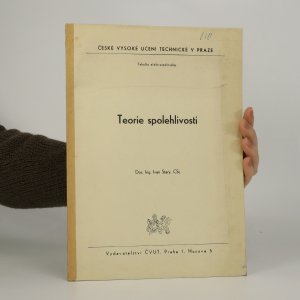 110
ČESKÉ VYSOKÉ UČENÍ TECHNICKÉ V PRAZE
Fakulta elektrotechnická
Teorie spolehlivosti
Doc. Ing. Ivan Starý, CSc.
Vydavatelství ČVUT, Praha 1, Husova 5